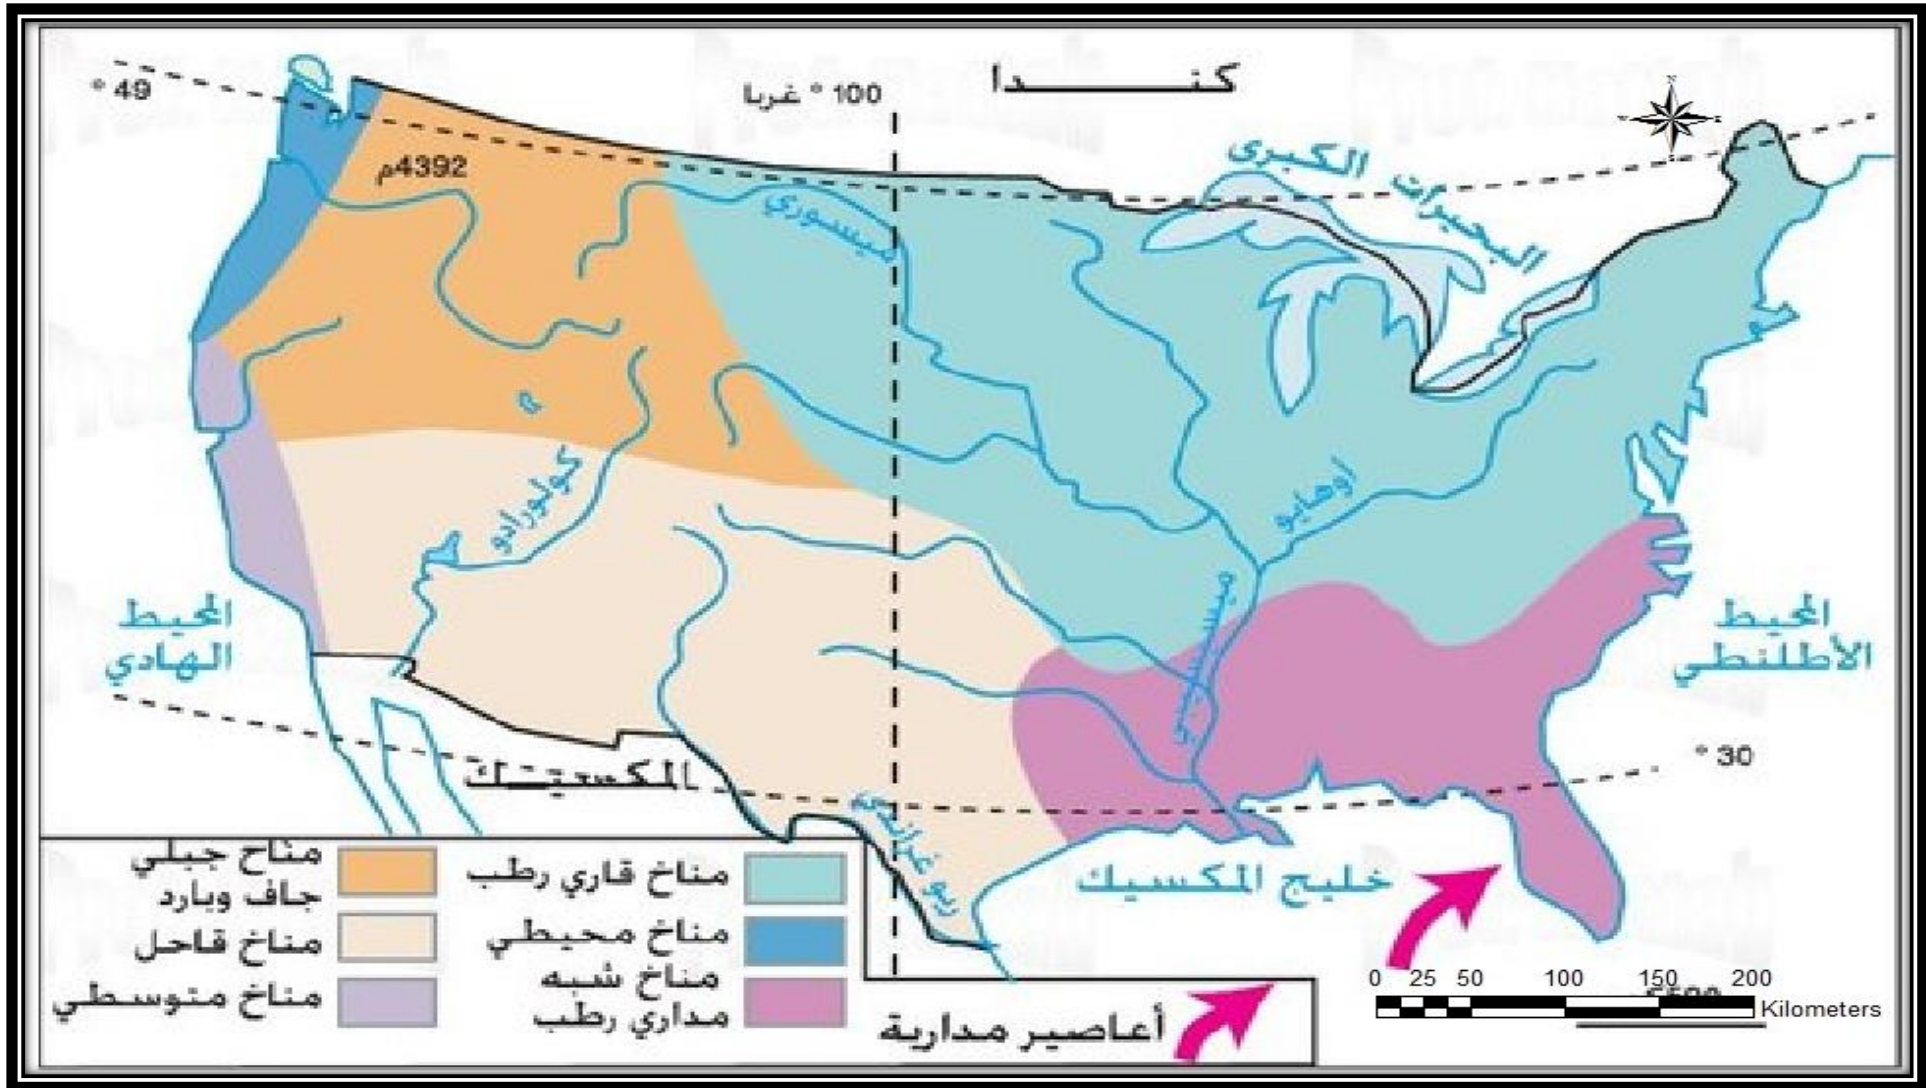 كنــــــدا
° 49
100 ° غربا
N
4392م
البحيرات الكبرى
ميسوري
كولورادو
أوهايو
ميسيسيبي
المحيط
الهادي
المحيط
الأطلنطي
° 30
المكسيك
ريو غراندي
خليج المكسيك
مناخ قاري رطب
مناخ محيطي
مناخ شبه
مداري رطب
مناخ جبلي
جاف وبارد
مناخ قاحل
مناخ متوسطي
أعاصير مدارية
0 25 50 100 150 200
Kilometers